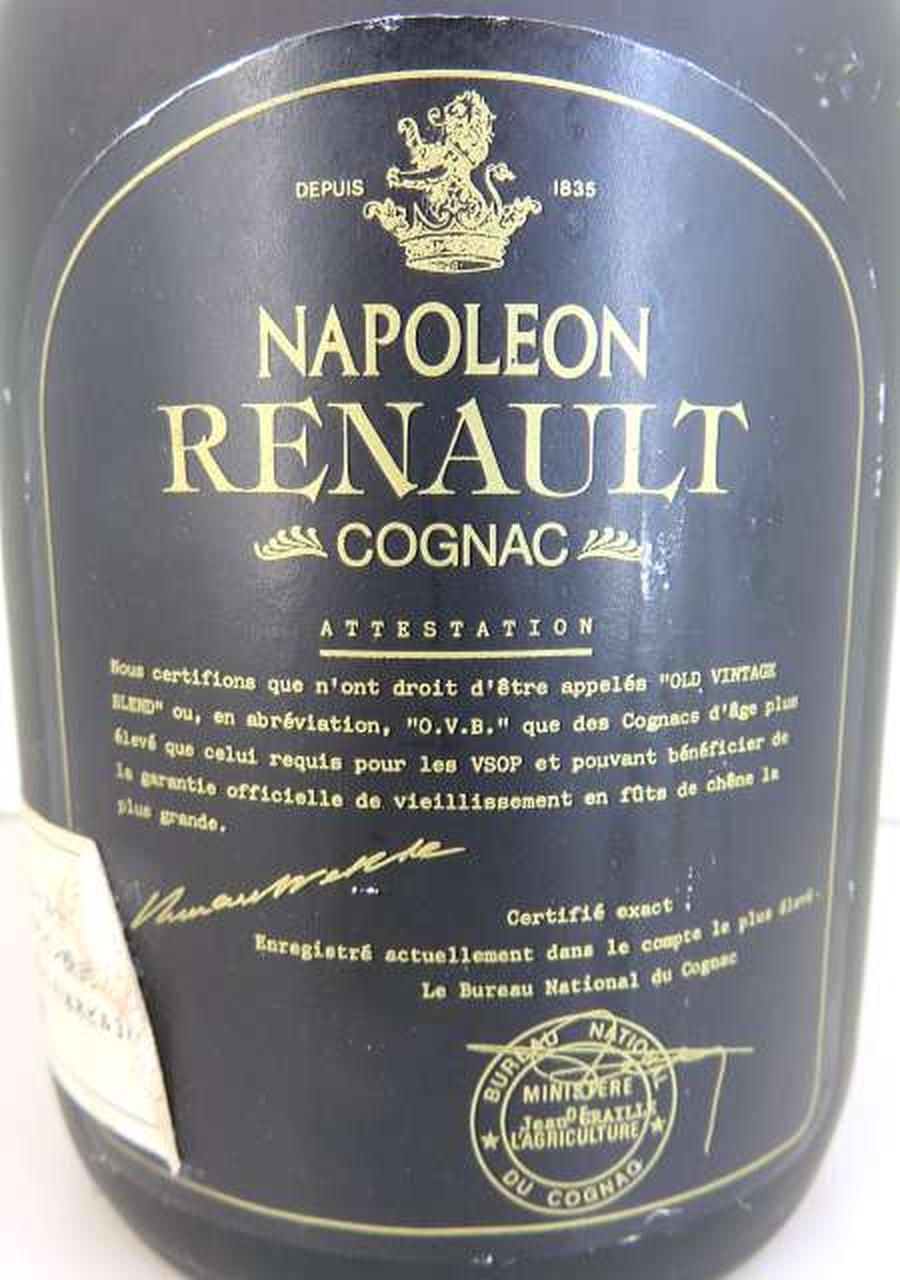 DEPUIS 1835
NAPOLEON
RENAULT
COGNAC
ATTESTATION
Nous certifions que n'ont droit d'être appelés "OLD VINTAGE
BLEND" ou, en abréviation, "O.V.B." que des Cognacs d'âge plus
élevé que celui requis pour les VSOP et pouvant bénéficier de
la garantie officielle de vieillissement en fûts de chêne la
plus grande.
Certifié exact :
Enregistré actuellement dans le compte le plus élevé.
Le Bureau National du Cognac
BUREAU NATIONAL
MINISTERE
DE
Jean GRAILLE
L'AGRICULTURE
DU COGNAC